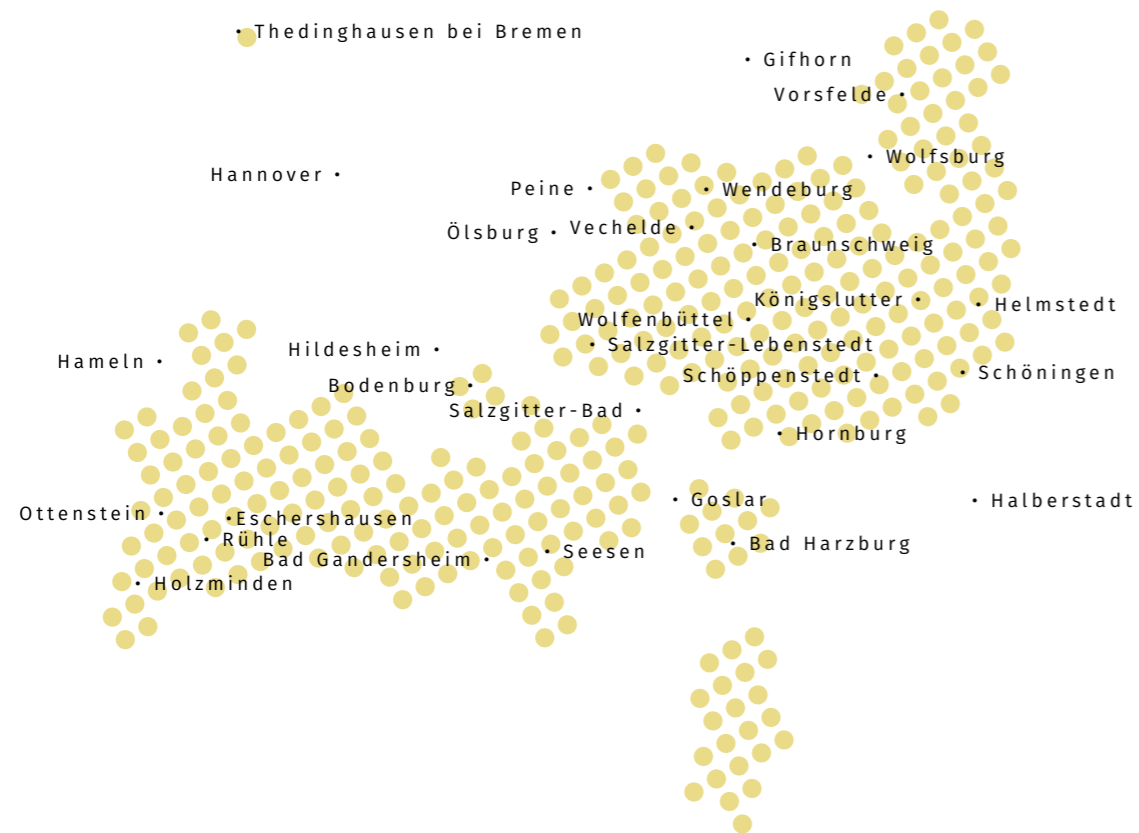 Thedinghausen bei Bremen
Gifhorn
Vorsfelde
Wolfsburg
Hannover
Peine
Wendeburg
Ölsburg
Vechelde
Braunschweig
Königslutter
Helmstedt
Wolfenbüttel
Salzgitter-Lebenstedt
Hildesheim
Hameln
Schöppenstedt
Schöningen
Bodenburg
Salzgitter-Bad
Hornburg
Goslar
Halberstadt
Ottenstein
Eschershausen
Rühle
Bad Harzburg
Seesen
Bad Gandersheim
Holzminden